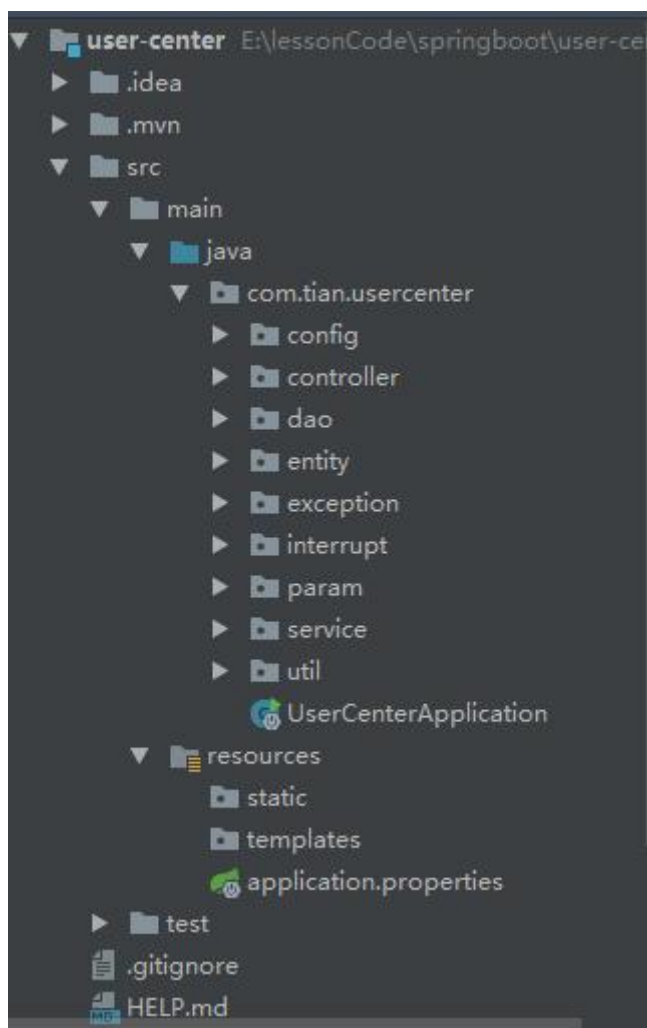 user-center E:\lessonCode\springboot\user-ce
.idea
.mvn
src
main
java
com.tian.usercenter
config
controller
dao
entity
exception
interrupt
param
service
util
UserCenterApplication
resources
static
templates
application.properties
test
.gitignore
HELP.md